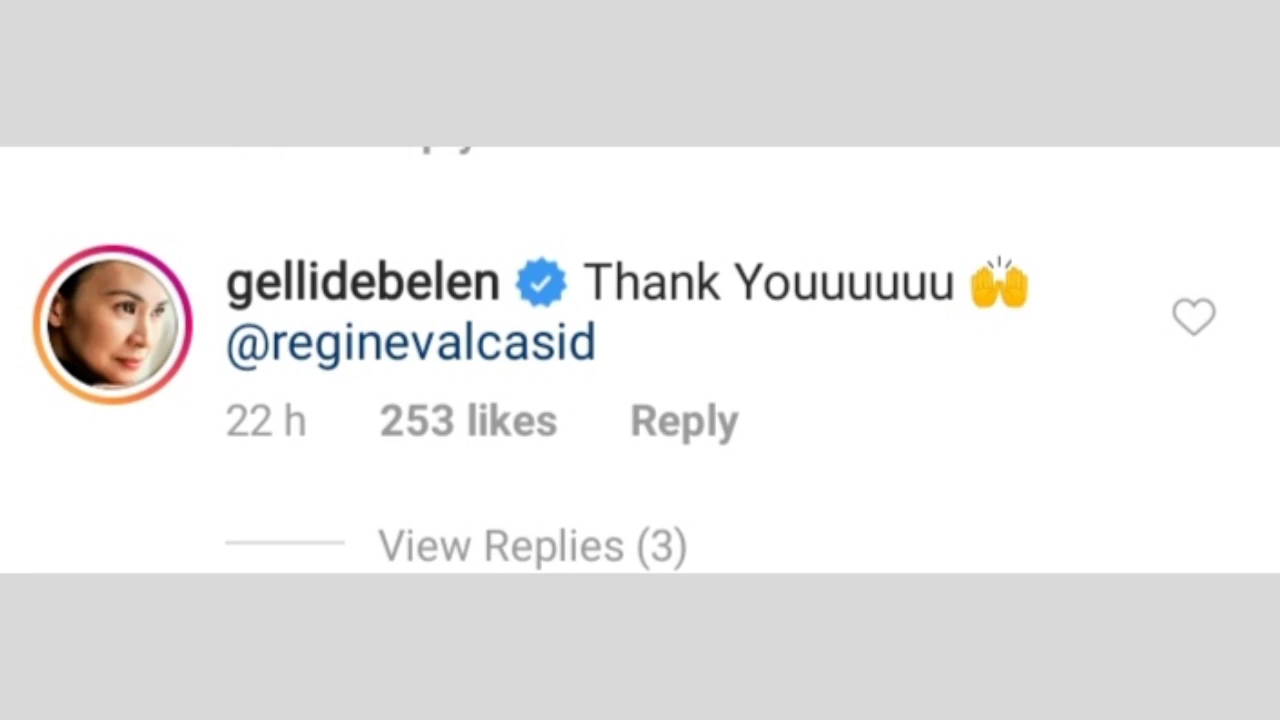 gellidebelen Thank Youuuuuu 🙌
@reginevalcasid
22 h 253 likes Reply
View Replies (3)